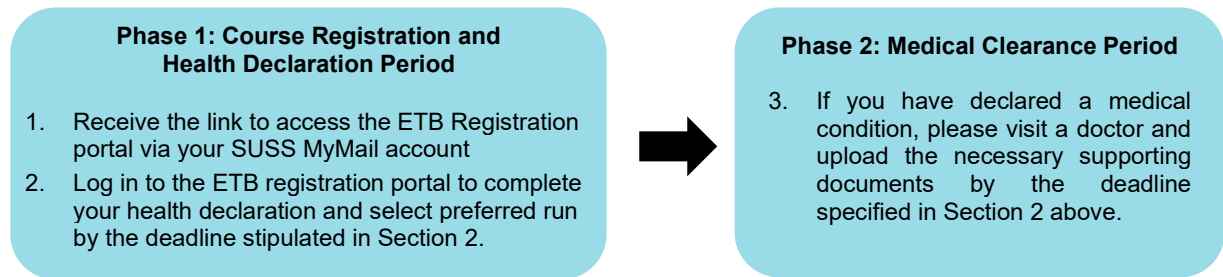 Phase 1: Course Registration and
Health Declaration Period
1. Receive the link to access the ETB Registration
portal via your SUSS MyMail account
2. Log in to the ETB registration portal to complete
your health declaration and select preferred run
by the deadline stipulated in Section 2.
Phase 2: Medical Clearance Period
3. If you have declared a medical
condition, please visit a doctor and
upload the necessary supporting
documents by the deadline
specified in Section 2 above.